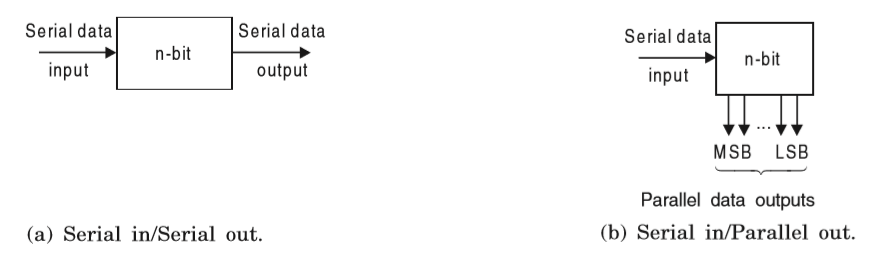 Serial data
input
n-bit
Serial data
output
(a) Serial in/Serial out.
Serial data
input
n-bit
...
MSB LSB
Parallel data outputs
(b) Serial in/Parallel out.